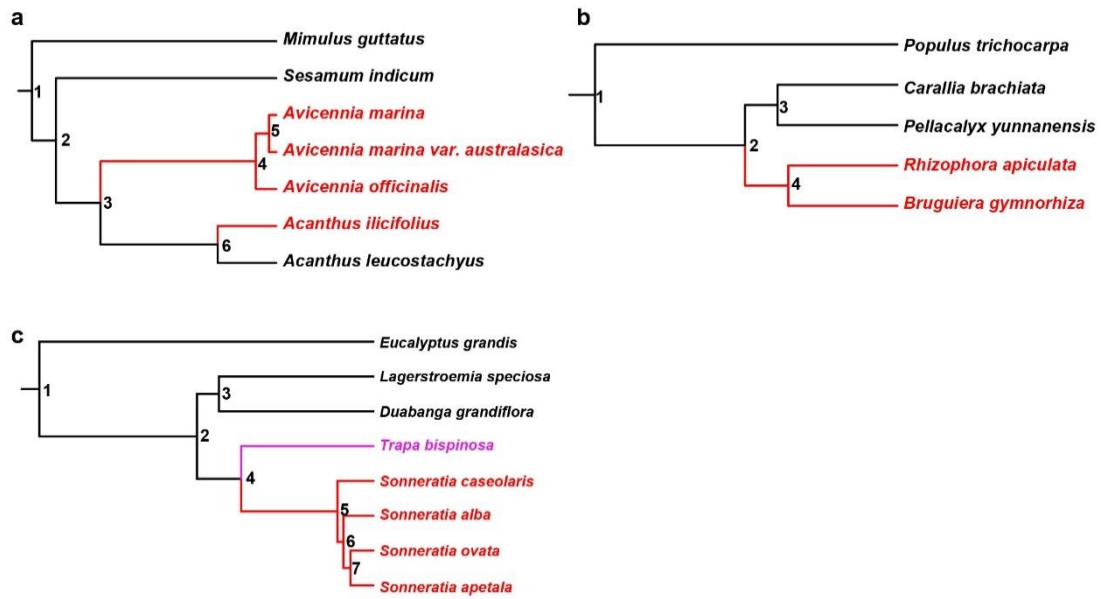 a
Mimulus guttatus
1
Sesamum indicum
2
Avicennia marina
5
Avicennia marina var. australasica
4
Avicennia officinalis
3
Acanthus ilicifolius
6
Acanthus leucostachyus
b
Populus trichocarpa
1
Carallia brachiata
3
Pellacalyx yunnanensis
2
Rhizophora apiculata
4
Bruguiera gymnorhiza
c
Eucalyptus grandis
1
Lagerstroemia speciosa
3
Duabanga grandiflora
2
Trapa bispinosa
4
Sonneratia caseolaris
5
Sonneratia alba
6
Sonneratia ovata
7
Sonneratia apetala